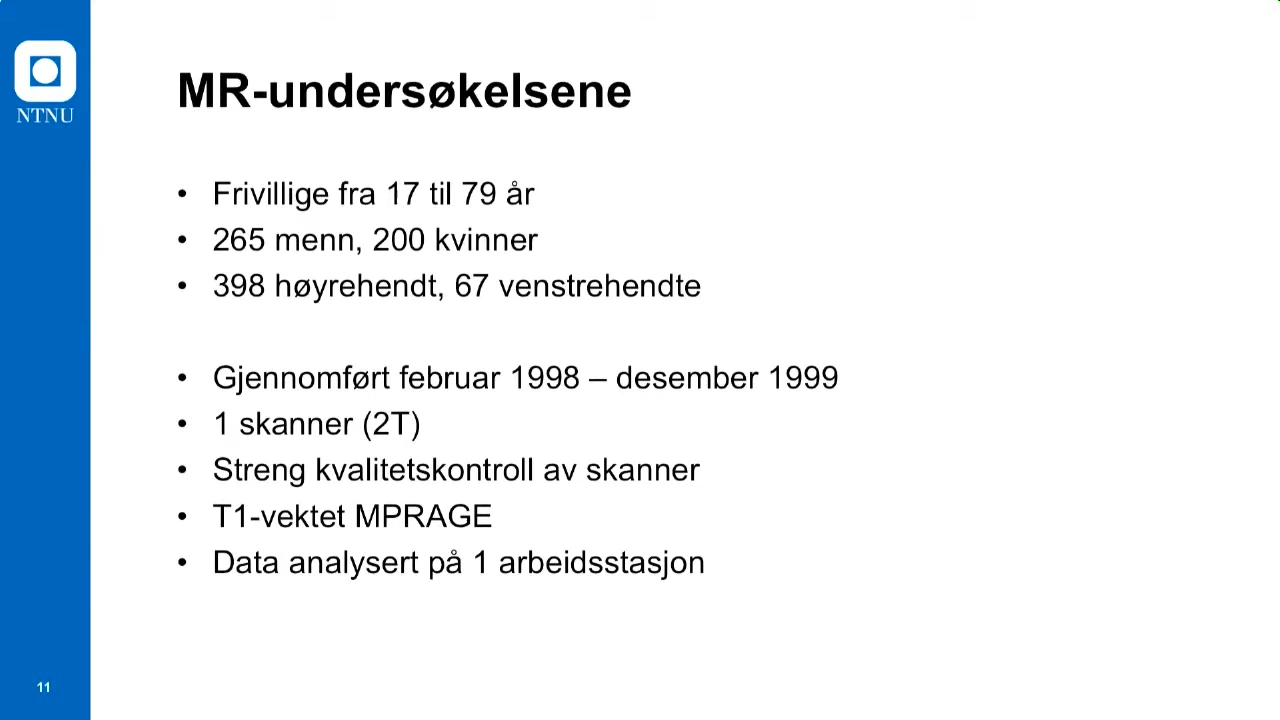 NTNU
MR-undersøkelsene
• Frivillige fra 17 til 79 år
• 265 menn, 200 kvinner
• 398 høyrehendt, 67 venstrehendte
• Gjennomført februar 1998 – desember 1999
• 1 skanner (2T)
• Streng kvalitetskontroll av skanner
• T1-vektet MPRAGE
• Data analysert på 1 arbeidsstasjon
11